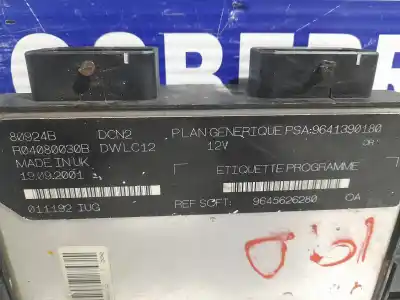 80924B DCN2 PLAN GENERIQUE PSA:9641390180
R04080030B DWLC12 12V DR
MADE IN UK
19.09.2001 ETIQUETTE PROGRAMME
011192 IUG REF SOFT: 9645626280 OA